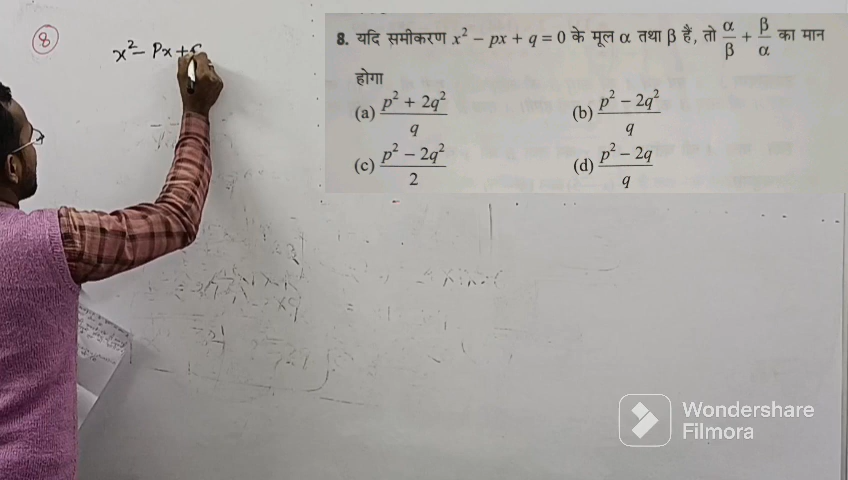 8
x² - Px +
8. यदि समीकरण x² - px + q = 0 के मूल α तथा β हैं, तो α/β + β/α का मान
होगा
(a) p² + 2q² / q (b) p² - 2q² / q
(c) p² - 2q² / 2 (d) p² - 2q / q
Wondershare
Filmora